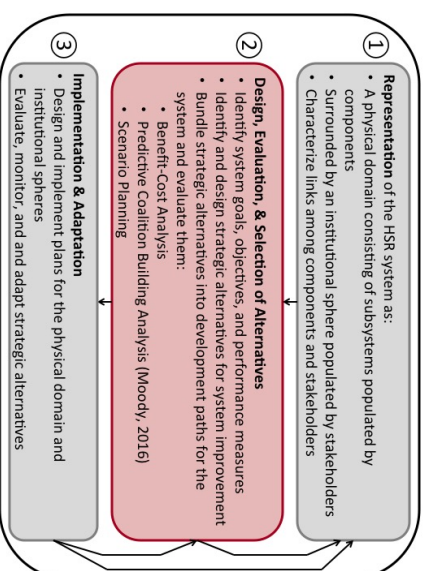 ① Representation of the HSR system as:
• A physical domain consisting of subsystems populated by
components
• Surrounded by an institutional sphere populated by stakeholders
• Characterize links among components and stakeholders
② Design, Evaluation, & Selection of Alternatives
• Identify system goals, objectives, and performance measures
• Identify and design strategic alternatives for system improvement
• Bundle strategic alternatives into development paths for the
system and evaluate them:
• Benefit-Cost Analysis
• Predictive Coalition Building Analysis (Moody, 2016)
• Scenario Planning
③ Implementation & Adaptation
• Design and implement plans for the physical domain and
institutional spheres
• Evaluate, monitor, and and adapt strategic alternatives